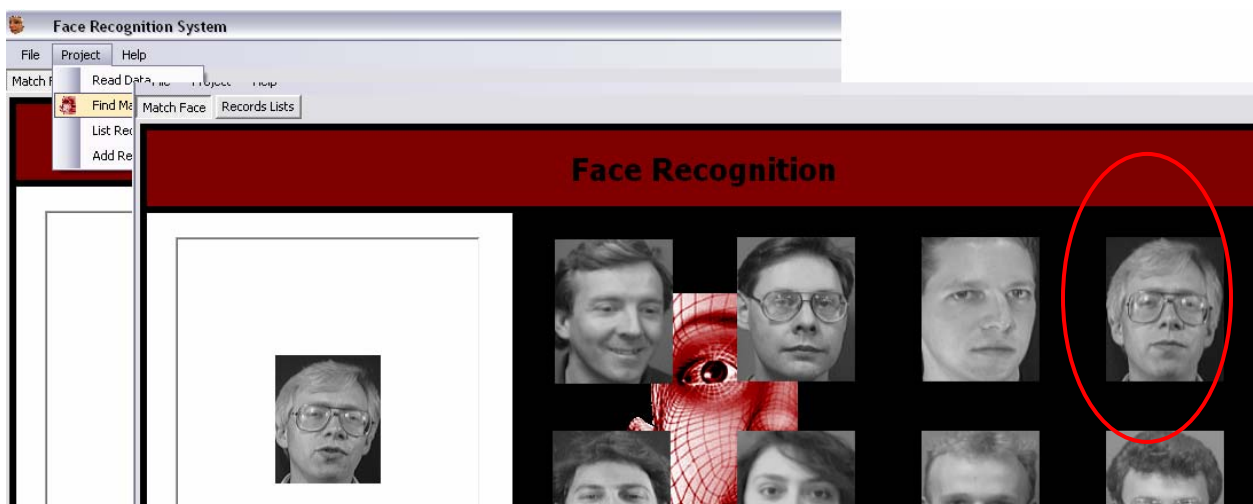 Face Recognition System
File Project Help
Match F
Read Data
Find Ma
List Rec
Add Re
Match Face Records Lists
Face Recognition